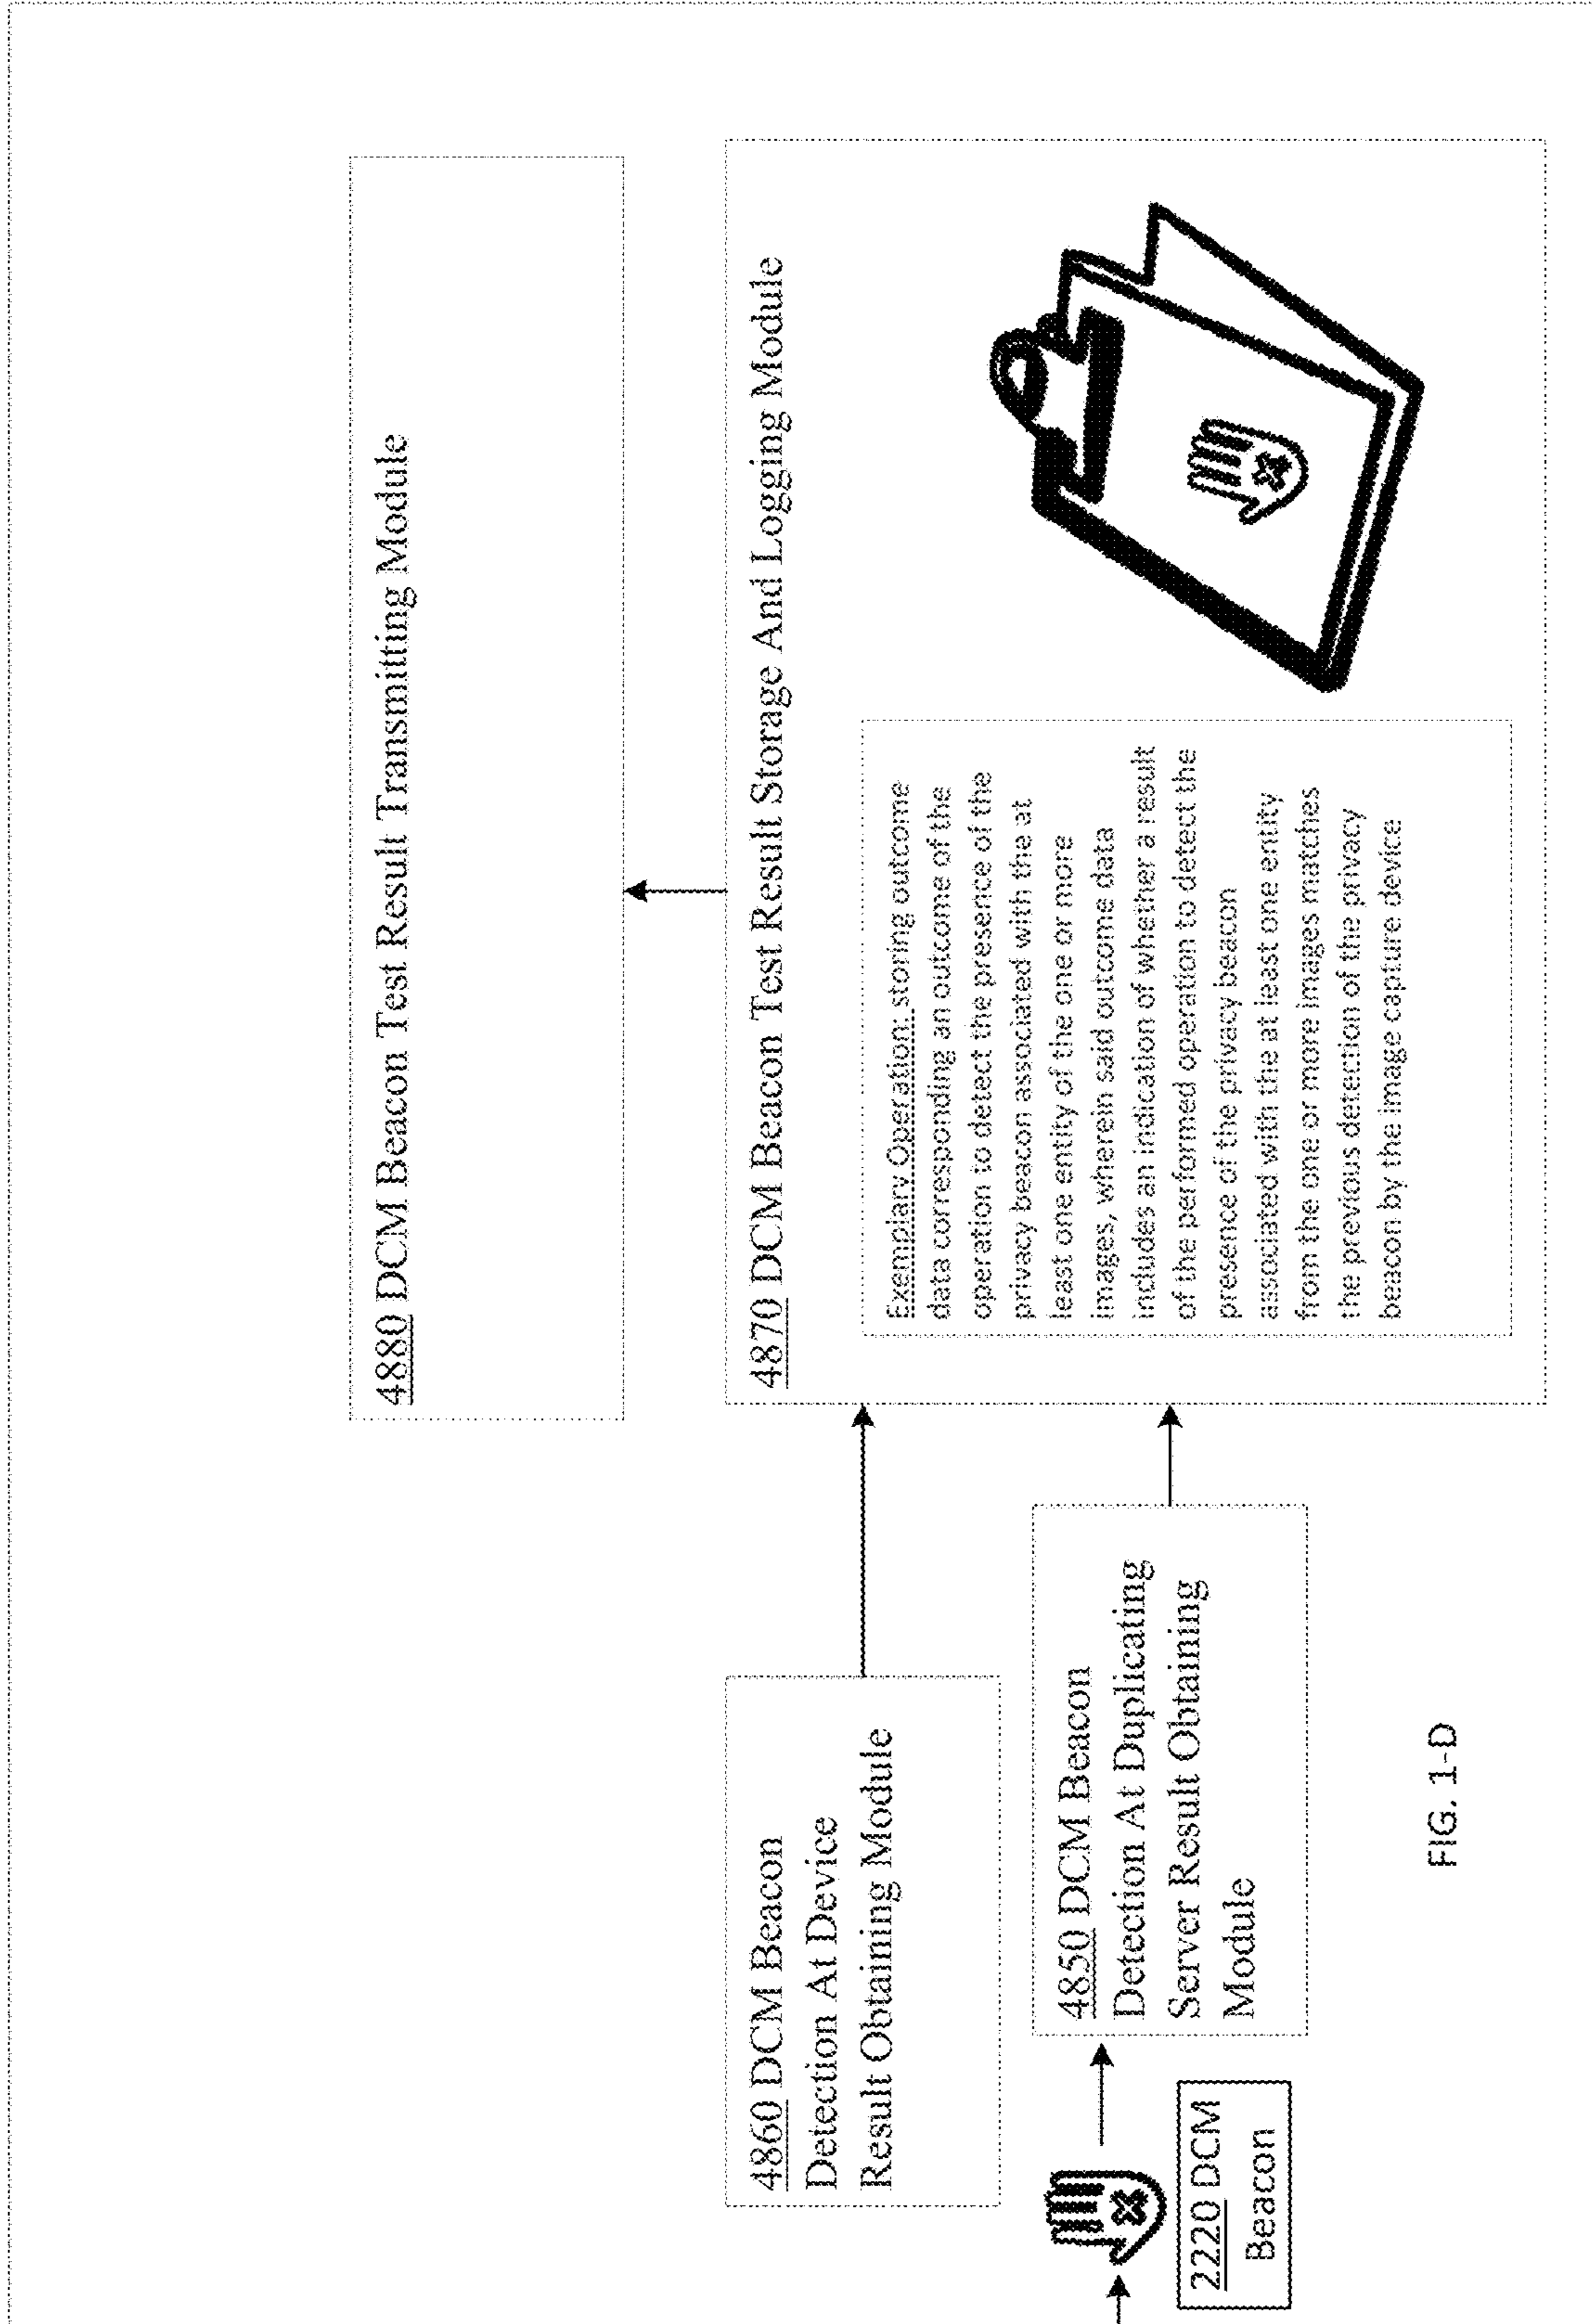 4880 DCM Beacon Test Result Transmitting Module
4860 DCM Beacon
Detection At Device
Result Obtaining Module
4870 DCM Beacon Test Result Storage And Logging Module
Exemplary Operation: storing outcome
data corresponding an outcome of the
operation to detect the presence of the
privacy beacon associated with the at
least one entity of the one or more
images, wherein said outcome data
includes an indication of whether a result
of the performed operation to detect the
presence of the privacy beacon
associated with the at least one entity
from the one or more images matches
the previous detection of the privacy
beacon by the image capture device
4850 DCM Beacon
Detection At Duplicating
Server Result Obtaining
Module
2220 DCM
Beacon
FIG. 1-D